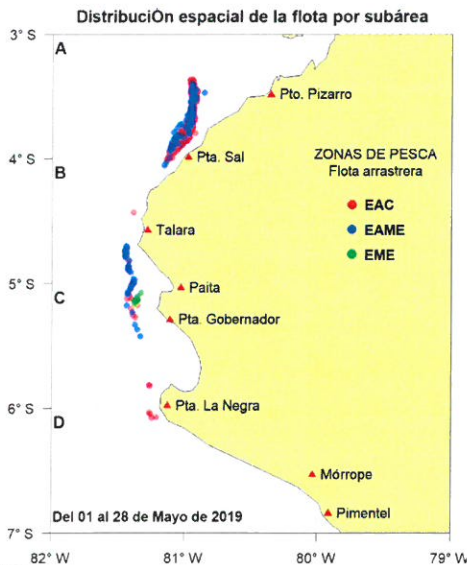 DistribuciÓn espacial de la flota por subárea
3° S
A
Pto. Pizarro
4° S
Pta. Sal
B
ZONAS DE PESCA
Flota arrastrera
EAC
EAME
EME
Talara
5° S
Paita
C
Pta. Gobernador
6° S
Pta. La Negra
D
Mórrope
Pimentel
Del 01 al 28 de Mayo de 2019
7° S
82° W 81° W 80° W 79° W